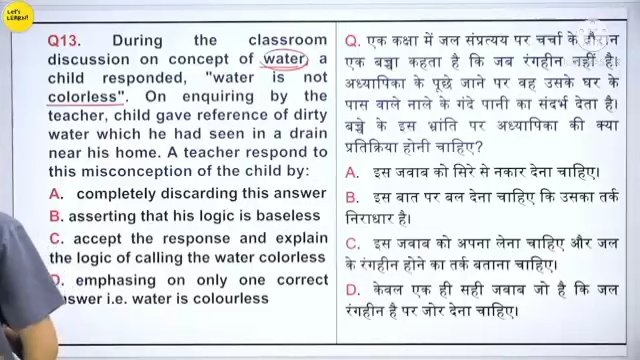 LET'S LEARN!
Q13. During the classroom
discussion on concept of water, a
child responded, "water is not
colorless". On enquiring by the
teacher, child gave reference of dirty
water which he had seen in a drain
near his home. A teacher respond to
this misconception of the child by:
A. completely discarding this answer
B. asserting that his logic is baseless
C. accept the response and explain
the logic of calling the water colorless
D. emphasing on only one correct
answer i.e. water is colourless
Q. एक कक्षा में जल संप्रत्यय पर चर्चा के दौरान
एक बच्चा कहता है कि जब रंगहीन नहीं है।
अध्यापिका के पूछे जाने पर वह उसके घर के
पास वाले नाले के गंदे पानी का संदर्भ देता है।
बच्चे के इस भ्रांति पर अध्यापिका की क्या
प्रतिक्रिया होनी चाहिए?
A. इस जवाब को सिरे से नकार देना चाहिए।
B. इस बात पर बल देना चाहिए कि उसका तर्क
निराधार है।
C. इस जवाब को अपना लेना चाहिए और जल
के रंगहीन होने का तर्क बताना चाहिए।
D. केवल एक ही सही जवाब जो है कि जल
रंगहीन है पर जोर देना चाहिए।